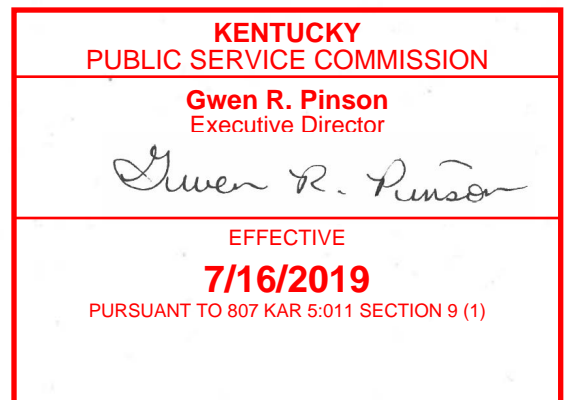 KENTUCKY
PUBLIC SERVICE COMMISSION
Gwen R. Pinson
Executive Director
Gwen R. Pinson
EFFECTIVE
7/16/2019
PURSUANT TO 807 KAR 5:011 SECTION 9 (1)